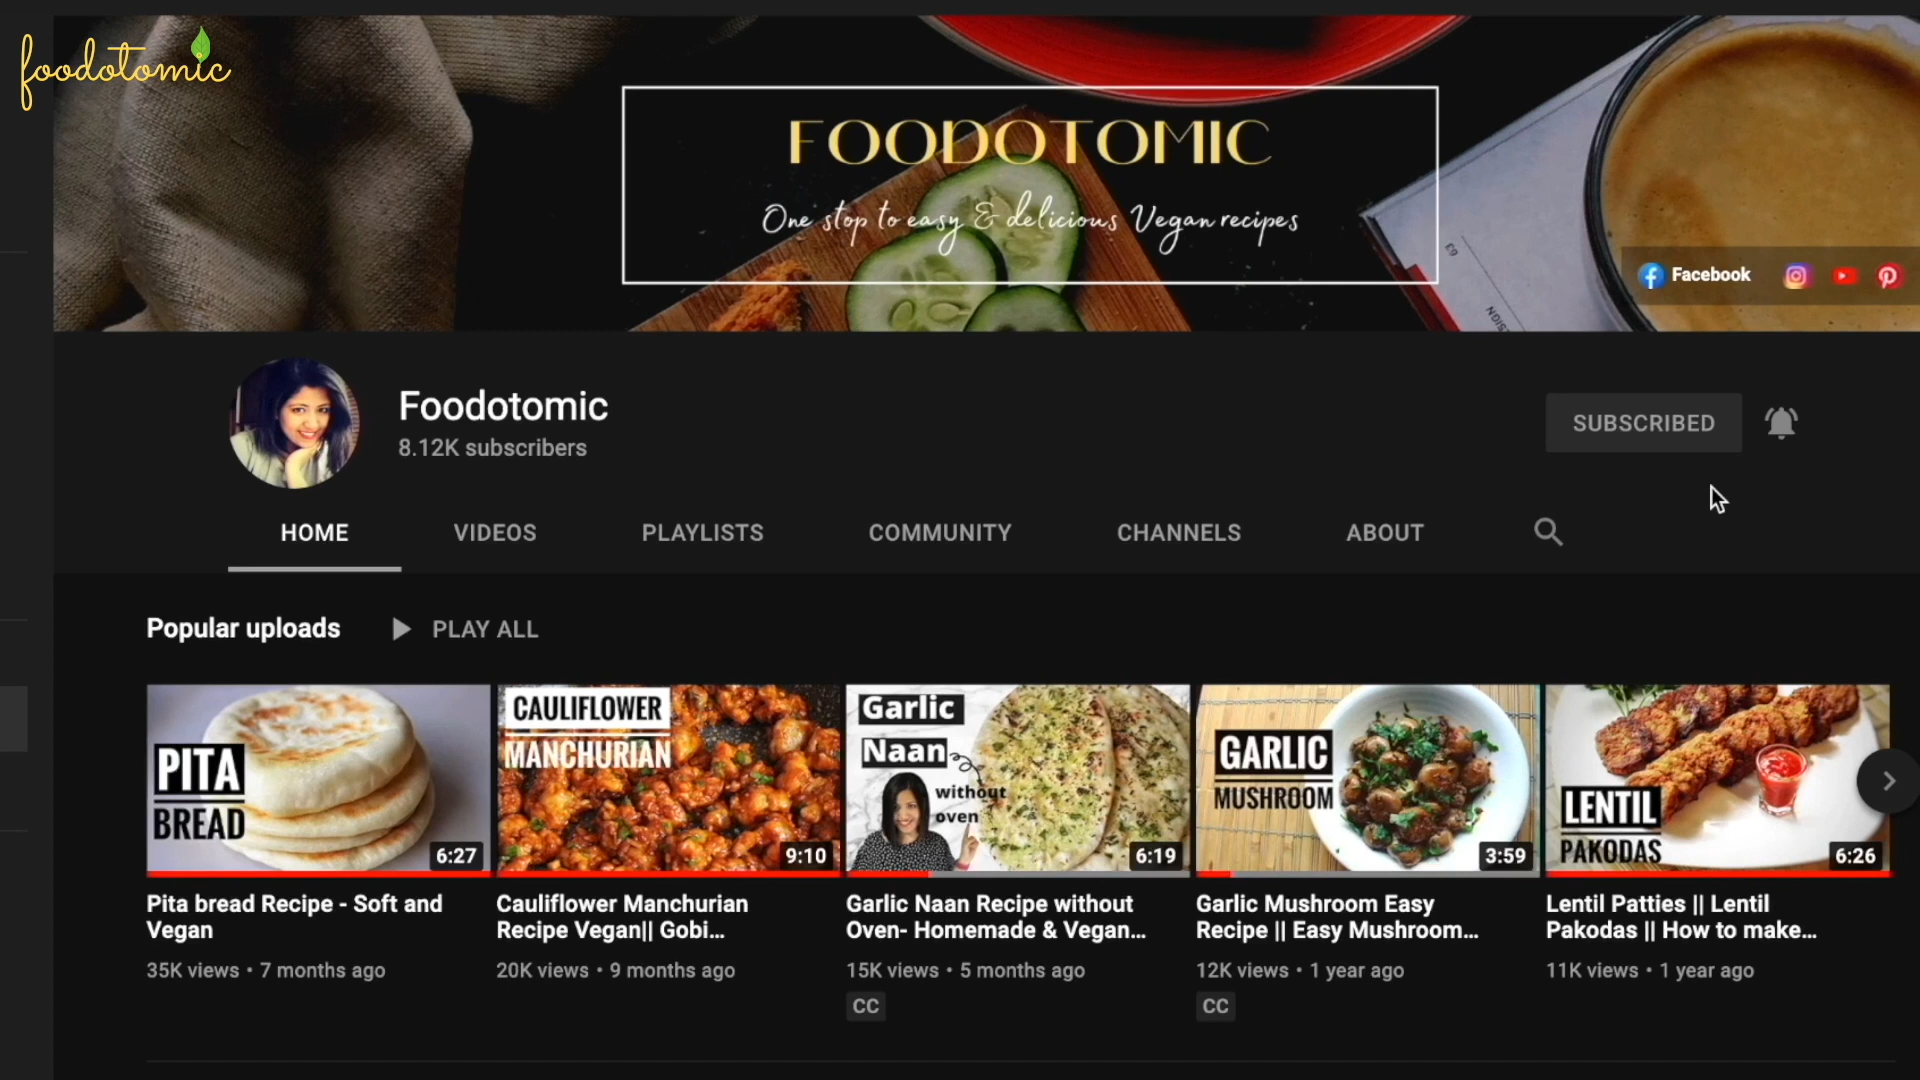 foodotomic
FOODOTOMIC
One stop to easy & delicious Vegan recipes
63
Facebook
Foodotomic
8.12K subscribers
SUBSCRIBED
HOME VIDEOS PLAYLISTS COMMUNITY CHANNELS ABOUT
Popular uploads PLAY ALL
PITA
BREAD
6:27
Pita bread Recipe - Soft and
Vegan
35K views • 7 months ago
CAULIFLOWER
MANCHURIAN
9:10
Cauliflower Manchurian
Recipe Vegan|| Gobi...
20K views • 9 months ago
Garlic
Naan
without
oven
6:19
Garlic Naan Recipe without
Oven- Homemade & Vegan...
15K views • 5 months ago
CC
GARLIC
MUSHROOM
3:59
Garlic Mushroom Easy
Recipe || Easy Mushroom...
12K views • 1 year ago
CC
LENTIL
PAKODAS
6:26
Lentil Patties || Lentil
Pakodas || How to make...
11K views • 1 year ago